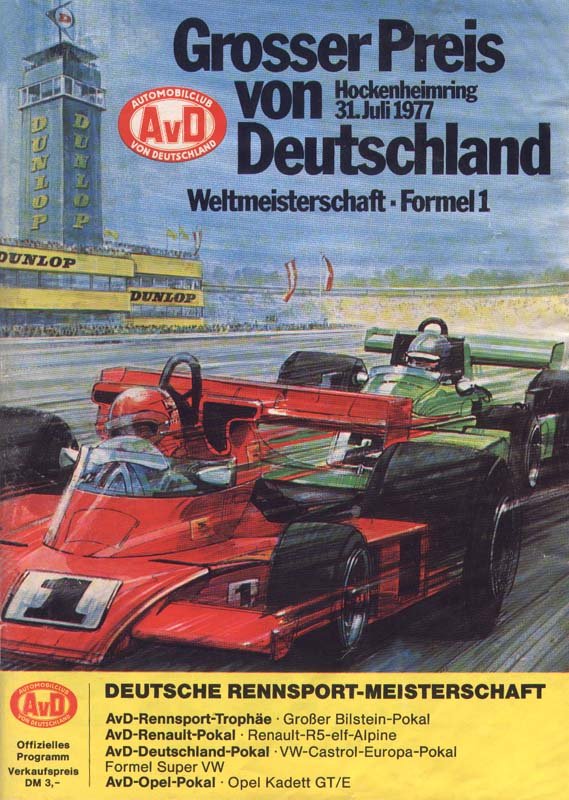 Grosser Preis
von
Hockenheimring
31. Juli 1977
Deutschland
Weltmeisterschaft · Formel 1
AUTOMOBILCLUB
AvD
VON DEUTSCHLAND
DUNLOP
DUNLOP
DUNLOP
DUNLOP
1
1
AUTOMOBILCLUB
AvD
VON DEUTSCHLAND
Offizielles
Programm
Verkaufspreis
DM 3,–
DEUTSCHE RENNSPORT-MEISTERSCHAFT
AvD-Rennsport-Trophäe · Großer Bilstein-Pokal
AvD-Renault-Pokal · Renault-R5-elf-Alpine
AvD-Deutschland-Pokal · VW-Castrol-Europa-Pokal
Formel Super VW
AvD-Opel-Pokal · Opel Kadett GT/E